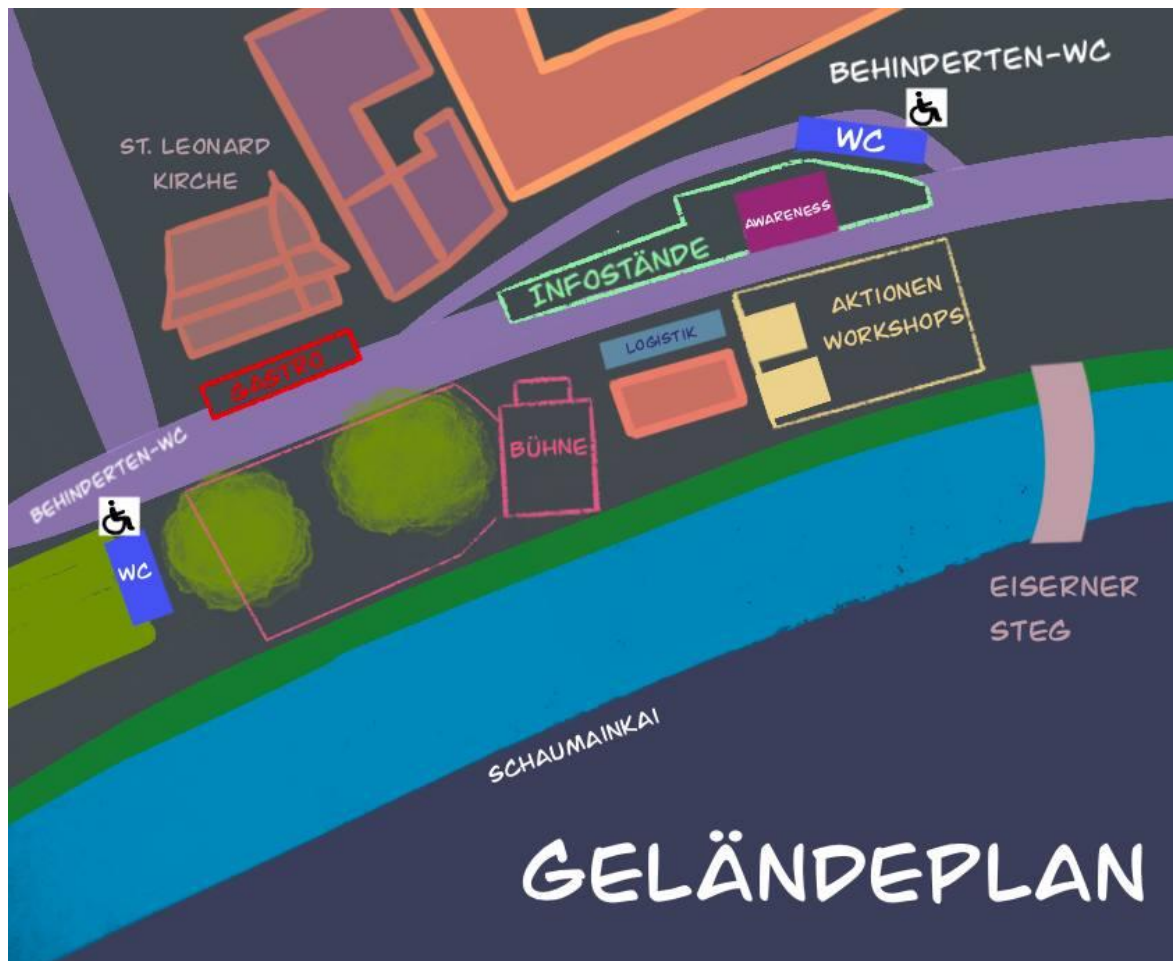 BEHINDERTEN-WC
WC
ST. LEONARD
KIRCHE
AWARENESS
INFOSTÄNDE
AKTIONEN
WORKSHOPS
LOGISTIK
GASTRO
BÜHNE
BEHINDERTEN-WC
WC
EISERNER
STEG
SCHAUMAINKAI
GELÄNDEPLAN